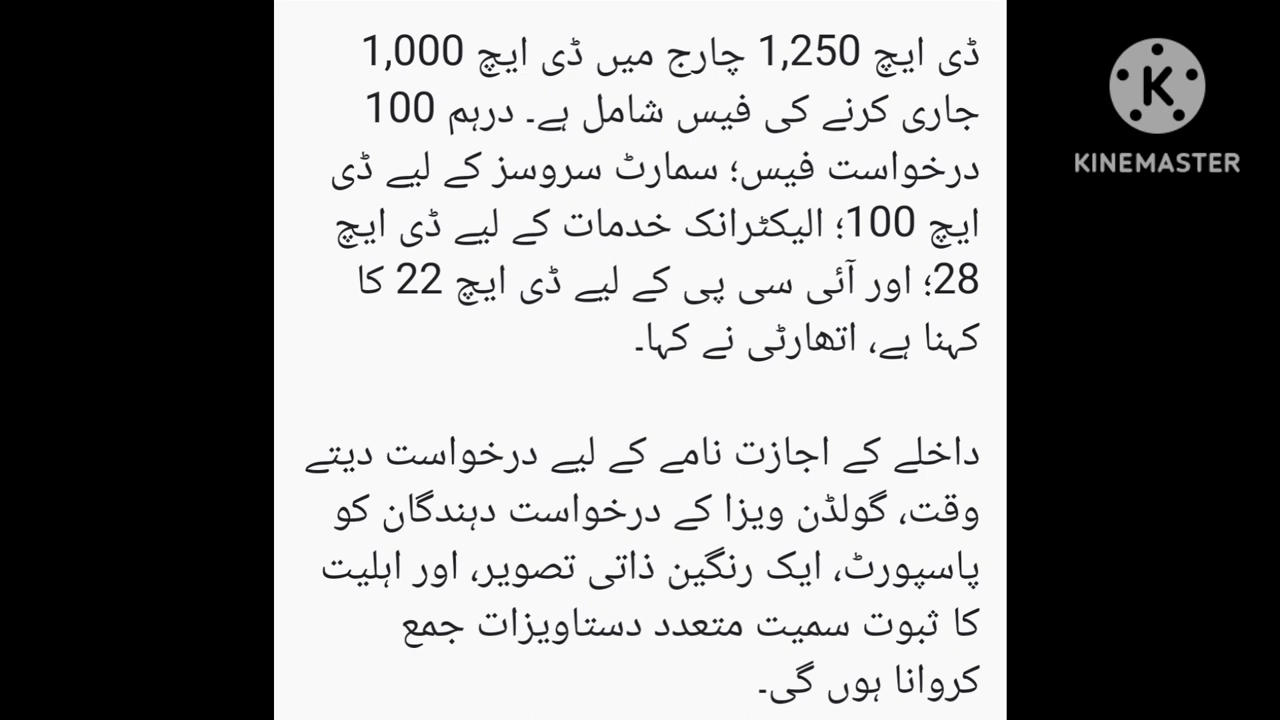 ڈی ایچ 1,250 چارج میں ڈی ایچ 1,000
جاری کرنے کی فیس شامل ہے۔ درہم 100
درخواست فیس؛ سمارٹ سروسز کے لیے ڈی
ایچ 100؛ الیکٹرانک خدمات کے لیے ڈی ایچ
28؛ اور آئی سی پی کے لیے ڈی ایچ 22 کا
کہنا ہے، اتھارٹی نے کہا۔
داخلے کے اجازت نامے کے لیے درخواست دیتے
وقت، گولڈن ویزا کے درخواست دہندگان کو
پاسپورٹ، ایک رنگین ذاتی تصویر، اور اہلیت
کا ثبوت سمیت متعدد دستاویزات جمع
کروانا ہوں گی۔
K
KINEMASTER